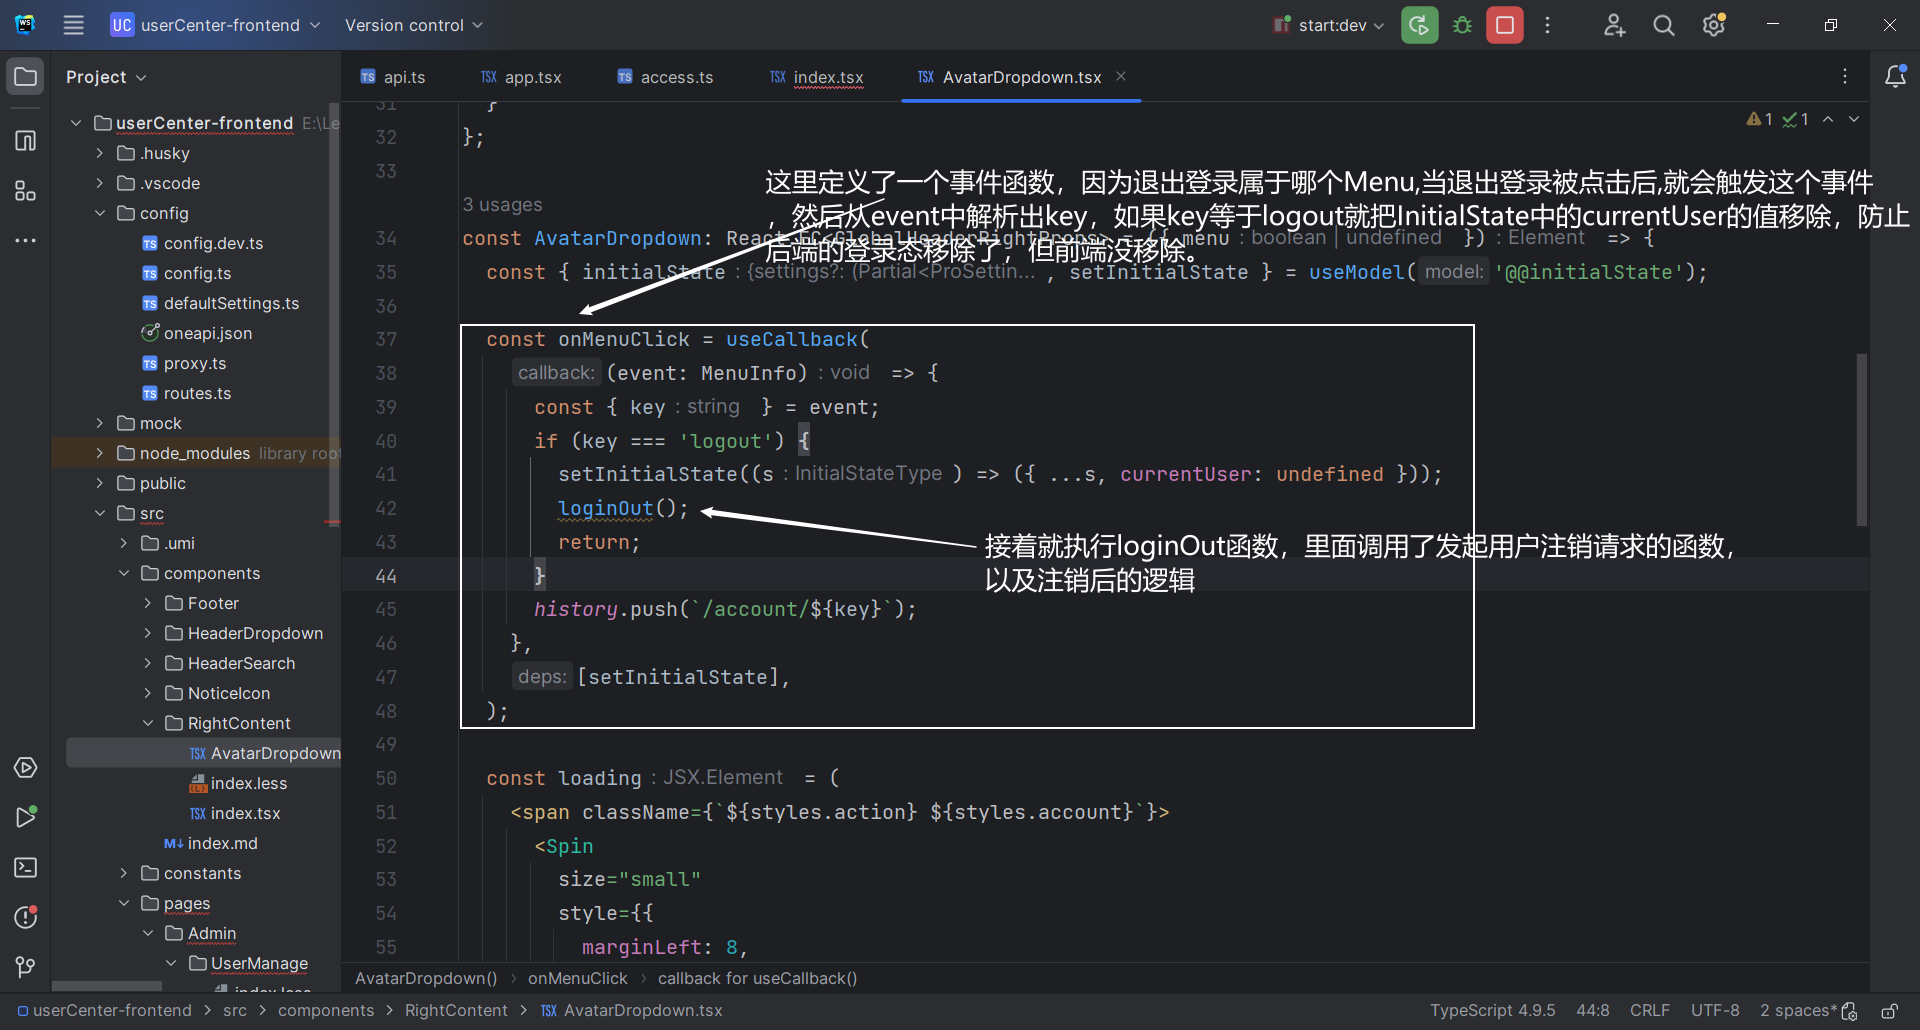 UC userCenter-frontend Version control start:dev
Project
api.ts app.tsx access.ts index.tsx AvatarDropdown.tsx
userCenter-frontend E:\Le
.husky
.vscode
config
config.dev.ts
config.ts
defaultSettings.ts
oneapi.json
proxy.ts
routes.ts
mock
node_modules library root
public
src
.umi
components
Footer
HeaderDropdown
HeaderSearch
NoticeIcon
RightContent
AvatarDropdown
index.less
index.tsx
index.md
constants
pages
Admin
UserManage
index.less
1 1
31 }
32 };
33
这里定义了一个事件函数，因为退出登录属于哪个Menu,当退出登录被点击后,就会触发这个事件
，然后从event中解析出key，如果key等于logout就把InitialState中的currentUser的值移除，防止
后端的登录态移除了，但前端没移除。
3 usages
34 const AvatarDropdown: React.FC<GlobalHeaderRightProps> = ({ menu : boolean | undefined }) : Element => {
35 const { initialState : {settings?: (Partial<ProSettin... , setInitialState } = useModel( model: '@@initialState');
36
37 const onMenuClick = useCallback(
38 callback: (event: MenuInfo) : void => {
39 const { key : string } = event;
40 if (key === 'logout') {
41 setInitialState((s : InitialStateType ) => ({ ...s, currentUser: undefined }));
42 loginOut();
43 return;
接着就执行loginOut函数，里面调用了发起用户注销请求的函数，
以及注销后的逻辑
44 }
45 history.push(`/account/${key}`);
46 },
47 deps: [setInitialState],
48 );
49
50 const loading : JSX.Element = (
51 <span className={`${styles.action} ${styles.account}`}>
52 <Spin
53 size="small"
54 style={{
55 marginLeft: 8,
AvatarDropdown() › onMenuClick › callback for useCallback()
userCenter-frontend › src › components › RightContent › AvatarDropdown.tsx TypeScript 4.9.5 44:8 CRLF UTF-8 2 spaces*